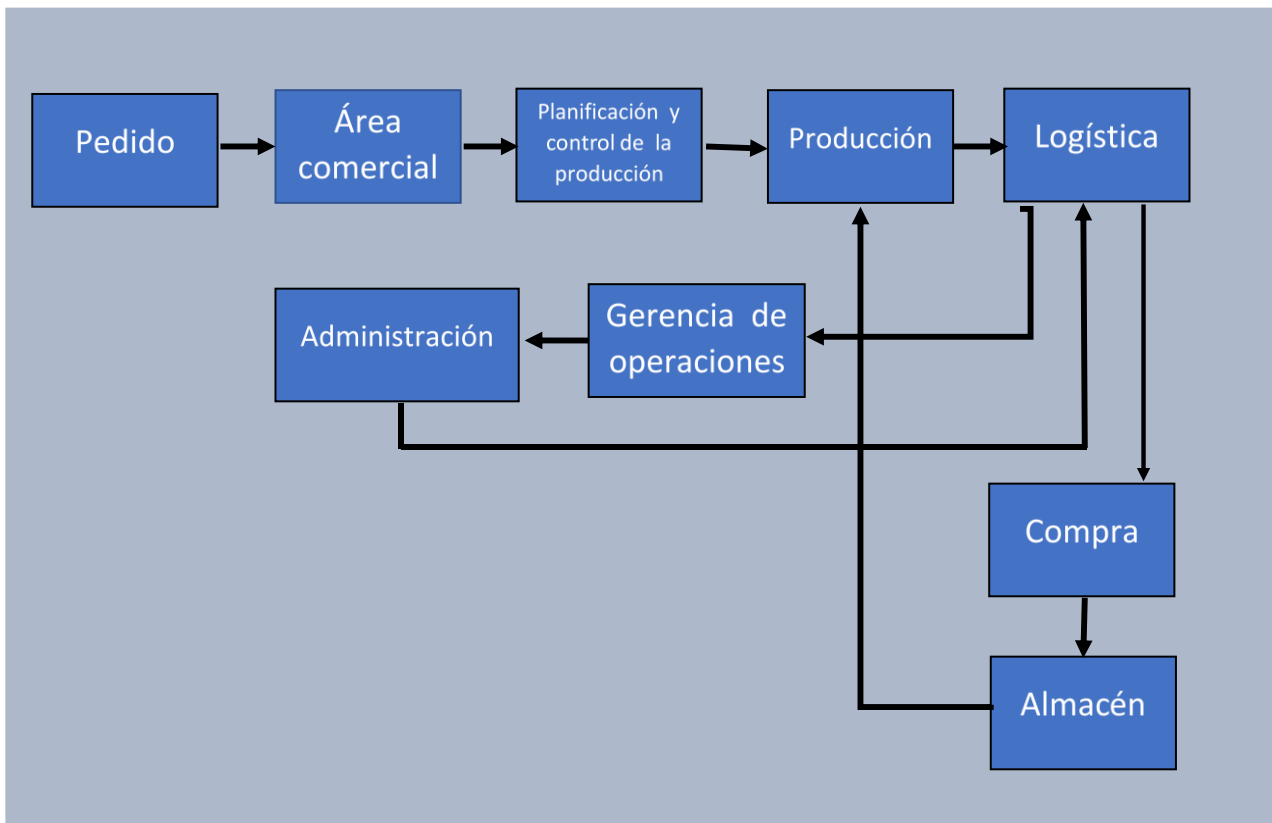 Pedido
Área
comercial
Planificación y
control de la
producción
Producción
Logística
Administración
Gerencia de
operaciones
Compra
Almacén